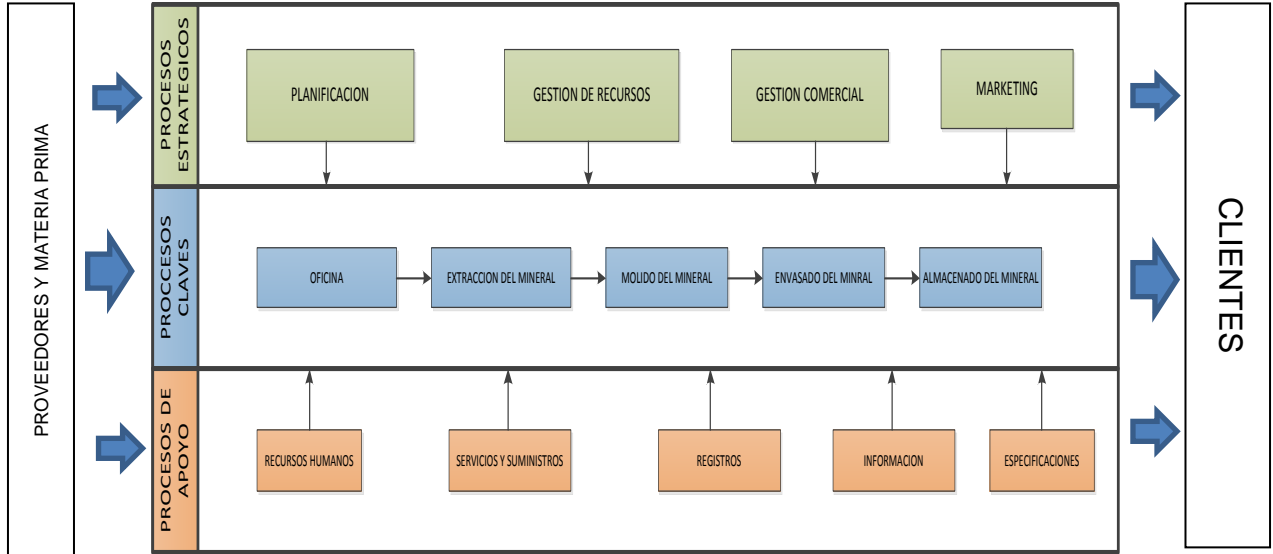 PROVEEDORES Y MATERIA PRIMA
PROCESOS
ESTRATEGICOS
PLANIFICACION
GESTION DE RECURSOS
GESTION COMERCIAL
MARKETING
PROCESOS
CLAVES
OFICINA
EXTRACCION DEL MINERAL
MOLIDO DEL MINERAL
ENVASADO DEL MINRAL
ALMACENADO DEL MINERAL
PROCESOS DE
APOYO
RECURSOS HUMANOS
SERVICIOS Y SUMINISTROS
REGISTROS
INFORMACION
ESPECIFICACIONES
CLIENTES